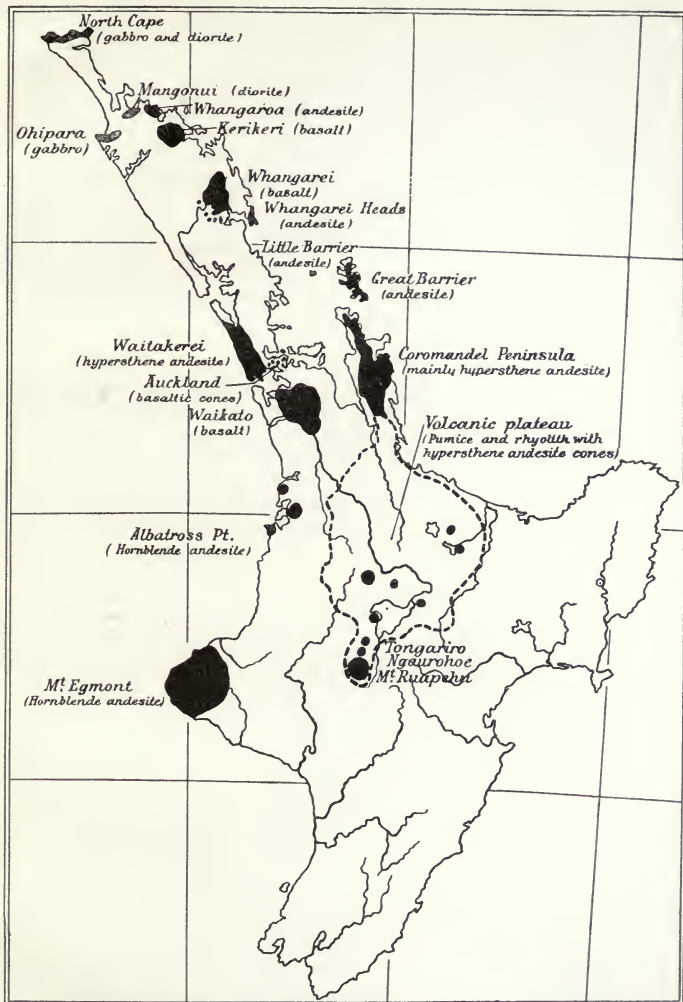 North Cape
(gabbro and diorite)
Mangonui (diorite)
Whangaroa (andesite)
Kerikeri (basalt)
Ohipara
(gabbro)
Whangarei
(basalt)
Whangarei Heads
(andesite)
Little Barrier
(andesite)
Great Barrier
(andesite)
Waitakerei
(hypersthene andesite)
Auckland
(basaltic cones)
Waikato
(basalt)
Coromandel Peninsula
(mainly hypersthene andesite)
Volcanic plateau
(Pumice and rhyolith with
hypersthene andesite cones)
Albatross Pt.
(Hornblende andesite)
Tongariro
Ngauruhoe
Mt. Ruapehu
Mt. Egmont
(Hornblende andesite)